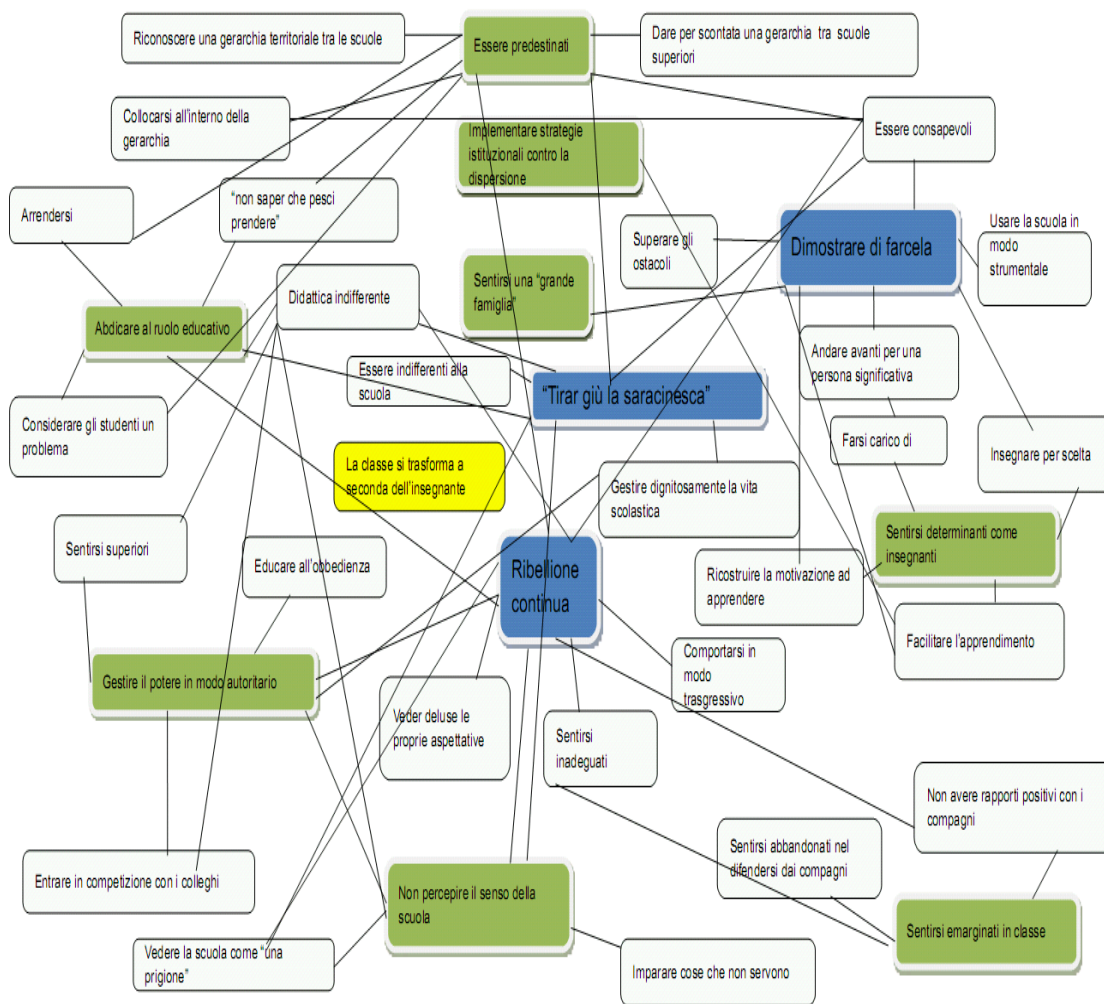 Riconoscere una gerarchia territoriale tra le scuole
Essere predestinati
Dare per scontata una gerarchia tra scuole
superiori
Collocarsi all'interno della
gerarchia
Implementare strategie
istituzionali contro la
dispersione
Essere consapevoli
Arrendersi
"non saper che pesci
prendere"
Superare gli
ostacoli
Dimostrare di farcela
Usare la scuola in
modo
strumentale
Didattica indifferente
Sentirsi una "grande
famiglia"
Abdicare al ruolo educativo
Essere indifferenti alla
scuola
"Tirar giù la saracinesca"
Andare avanti per una
persona significativa
Considerare gli studenti un
problema
Farsi carico di
Insegnare per scelta
La classe si trasforma a
seconda dell'insegnante
Gestire dignitosamente la vita
scolastica
Sentirsi determinanti come
insegnanti
Sentirsi superiori
Educare all'obbedienza
Ribellione
continua
Ricostruire la motivazione ad
apprendere
Facilitare l'apprendimento
Gestire il potere in modo autoritario
Comportarsi in
modo
trasgressivo
Veder deluse le
proprie aspettative
Sentirsi
inadeguati
Non avere rapporti positivi con i
compagni
Sentirsi abbandonati nel
difendersi dai compagni
Entrare in competizione con i colleghi
Non percepire il senso della
scuola
Sentirsi emarginati in classe
Vedere la scuola come "una
prigione"
Imparare cose che non servono